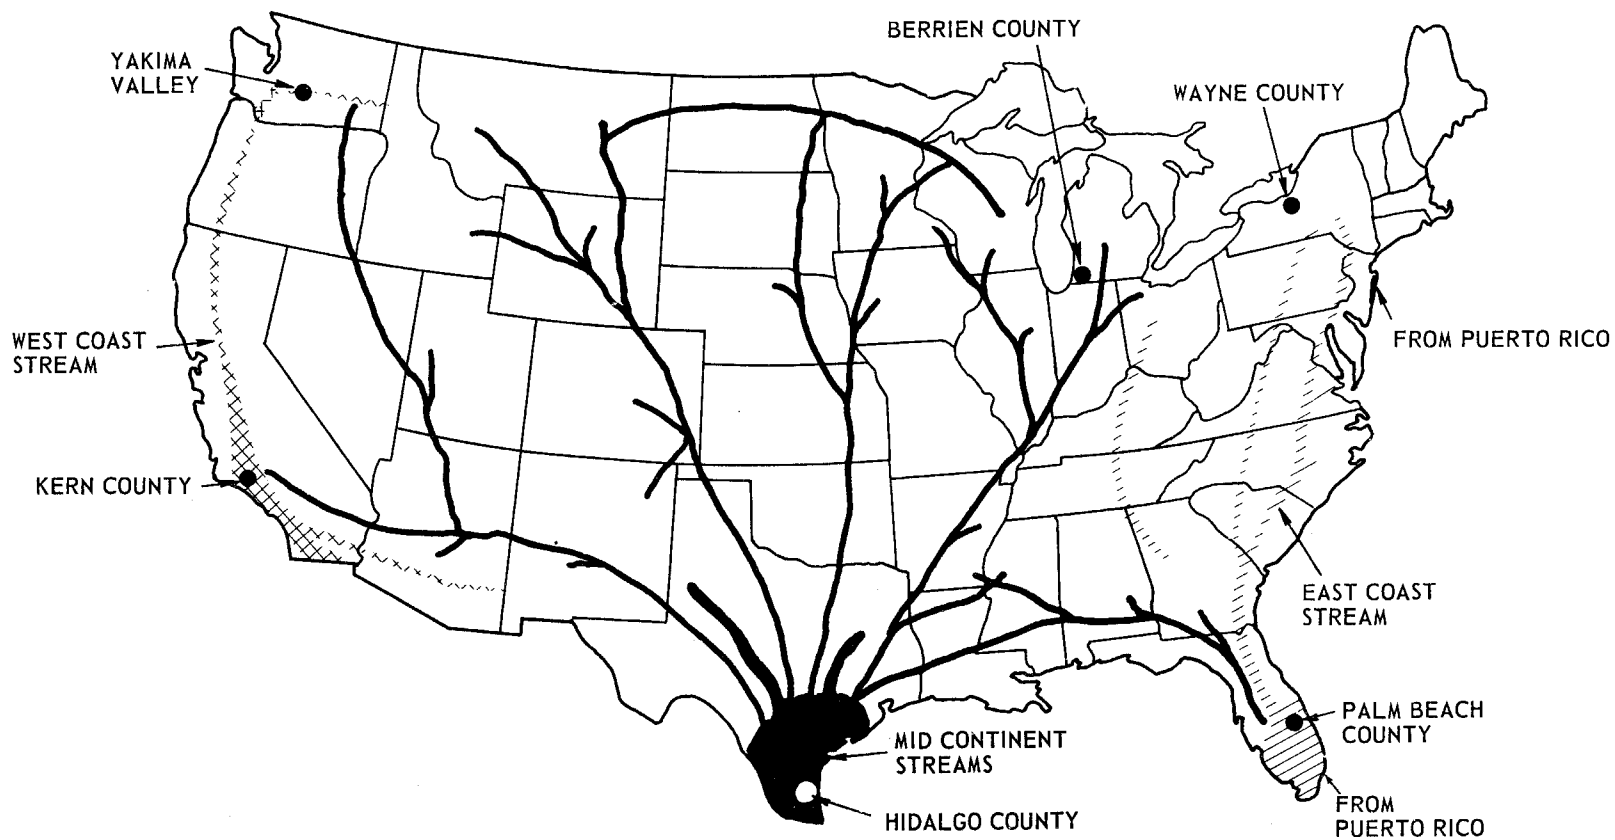 BERRIEN COUNTY
YAKIMA
VALLEY
WAYNE COUNTY
WEST COAST
STREAM
FROM PUERTO RICO
KERN COUNTY
EAST COAST
STREAM
PALM BEACH
COUNTY
MID CONTINENT
STREAMS
HIDALGO COUNTY
FROM
PUERTO RICO